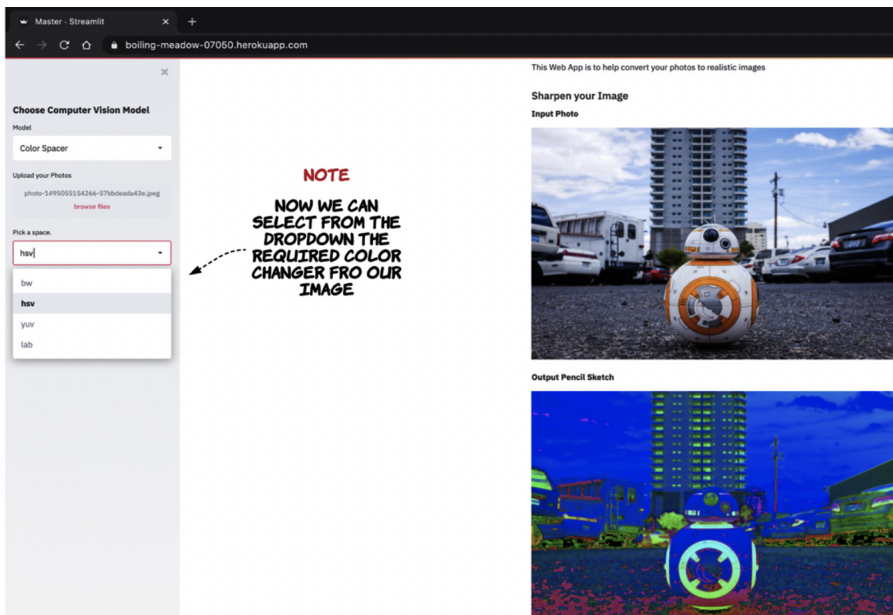 Master · Streamlit
boiling-meadow-07050.herokuapp.com
Choose Computer Vision Model
Model
Color Spacer
Upload your Photos
photo-1495055154266-57bbdeada43e.jpeg
browse files
Pick a space.
hsv
bw
hsv
yuv
lab
NOTE
NOW WE CAN
SELECT FROM THE
DROPDOWN THE
REQUIRED COLOR
CHANGER FRO OUR
IMAGE
This Web App is to help convert your photos to realistic images
Sharpen your Image
Input Photo
Output Pencil Sketch